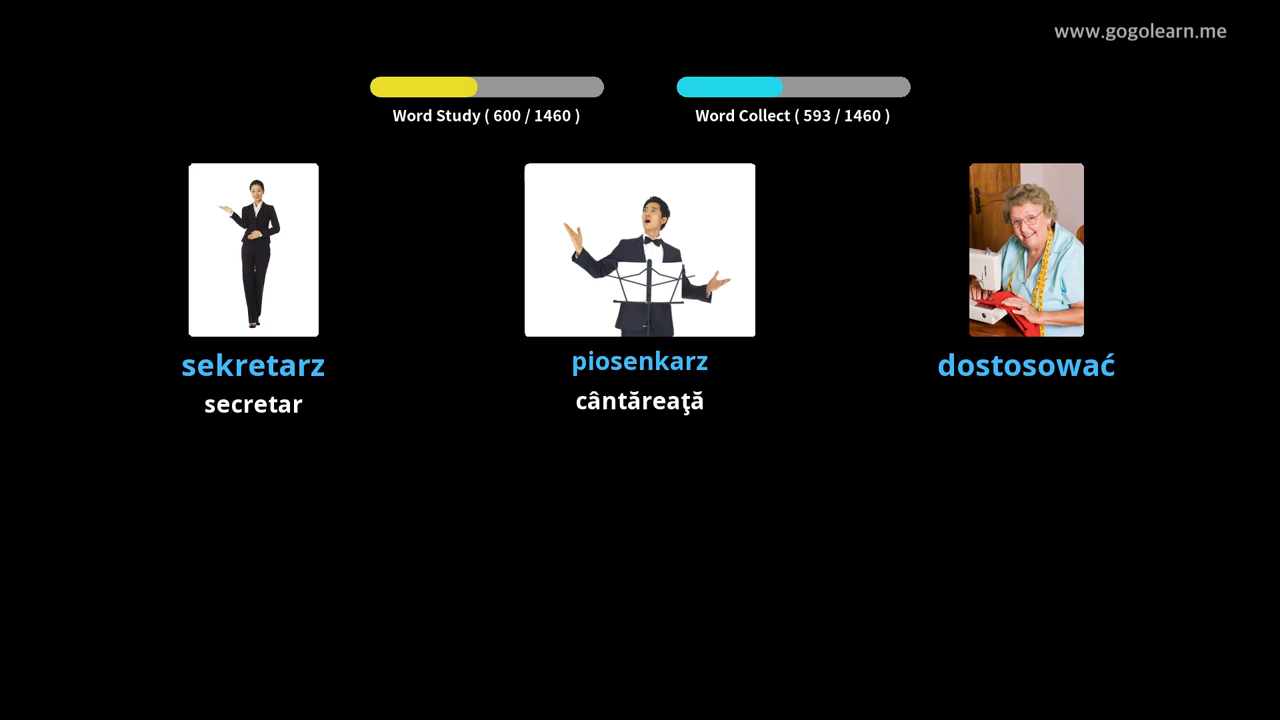 www.gogolearn.me
Word Study ( 600 / 1460 )
Word Collect ( 593 / 1460 )
sekretarz
secretar
piosenkarz
cântăreaţă
dostosować